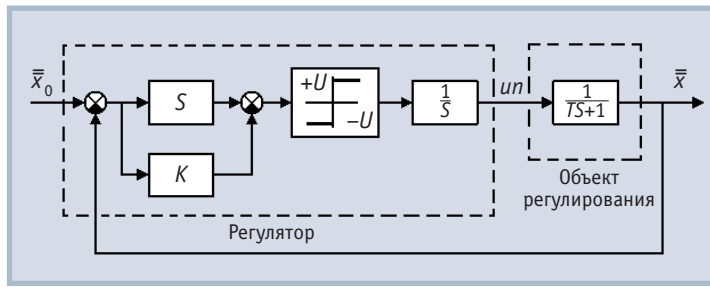 x̿₀
S
K
+U
−U
1
S
un
1
TS+1
x̿
Объект
регулирования
Регулятор